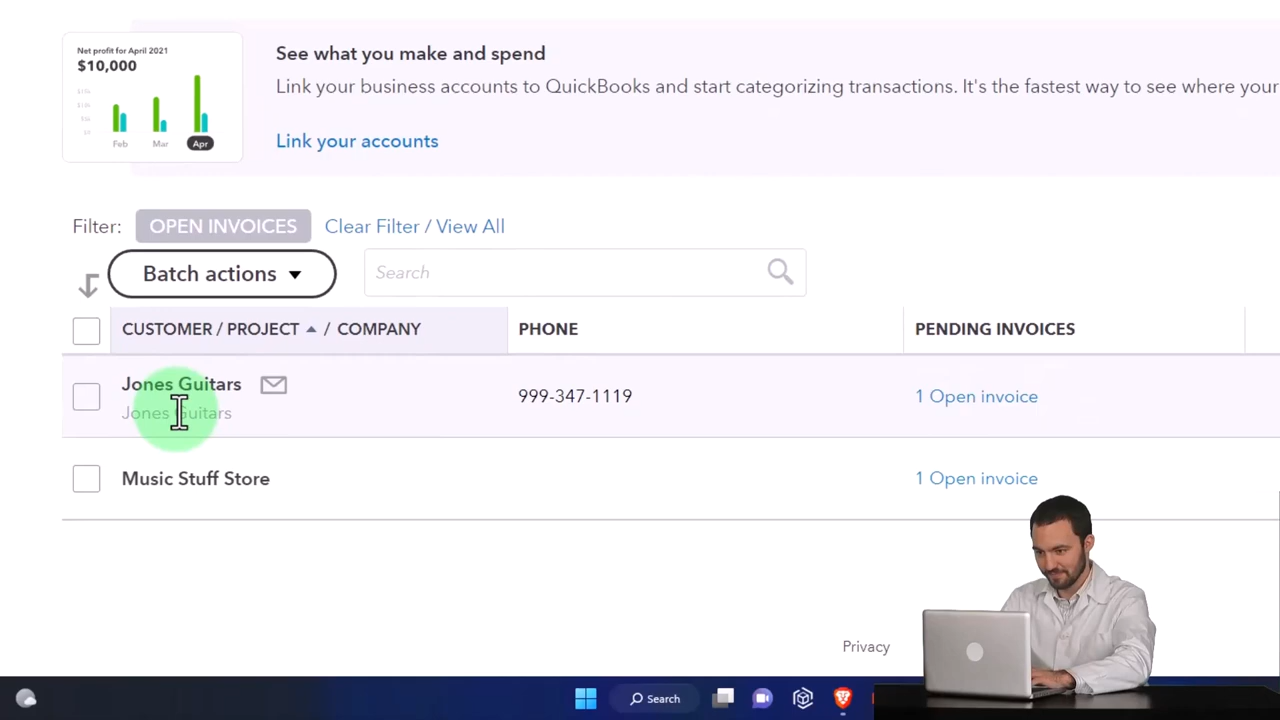 Net profit for April 2021
$10,000
Feb Mar Apr
See what you make and spend
Link your business accounts to QuickBooks and start categorizing transactions. It's the fastest way to see where your
Link your accounts
Filter: OPEN INVOICES Clear Filter / View All
Batch actions Search
CUSTOMER / PROJECT / COMPANY PHONE PENDING INVOICES
Jones Guitars
Jones Guitars 999-347-1119 1 Open invoice
Music Stuff Store 1 Open invoice
Privacy
Search